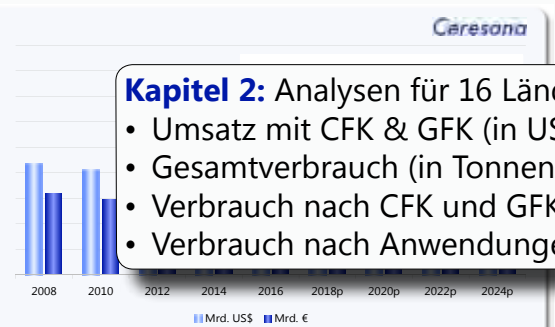 Ceresana
Kapitel 2: Analysen für 16 Länd
• Umsatz mit CFK & GFK (in US
• Gesamtverbrauch (in Tonnen
• Verbrauch nach CFK und GFK
• Verbrauch nach Anwendunge
2008 2010 2012 2014 2016 2018p 2020p 2022p 2024p
Mrd. US$ Mrd. €